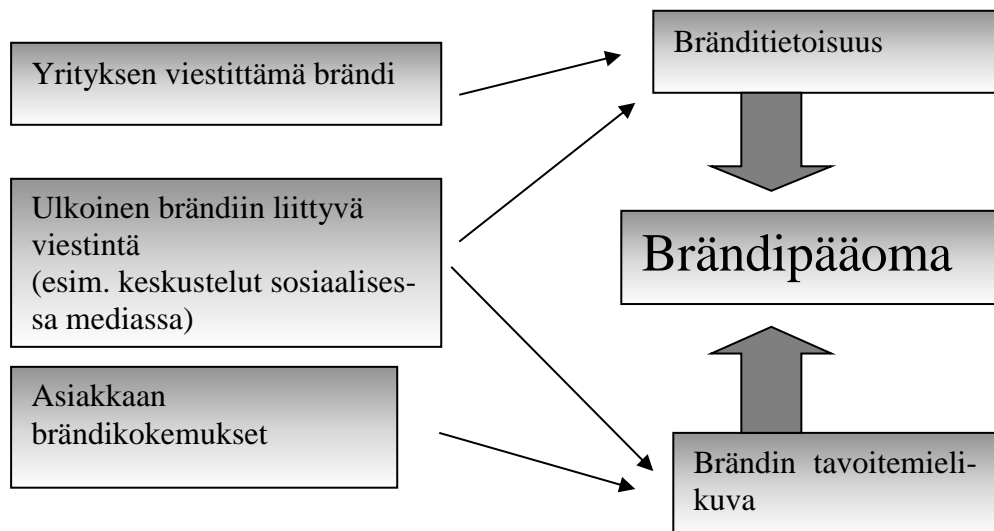 Yrityksen viestittämä brändi
Ulkoinen brändiin liittyvä
viestintä
(esim. keskustelut sosiaalises-
sa mediassa)
Asiakkaan
brändikokemukset
Bränditietoisuus
Brändipääoma
Brändin tavoitemieli-
kuva